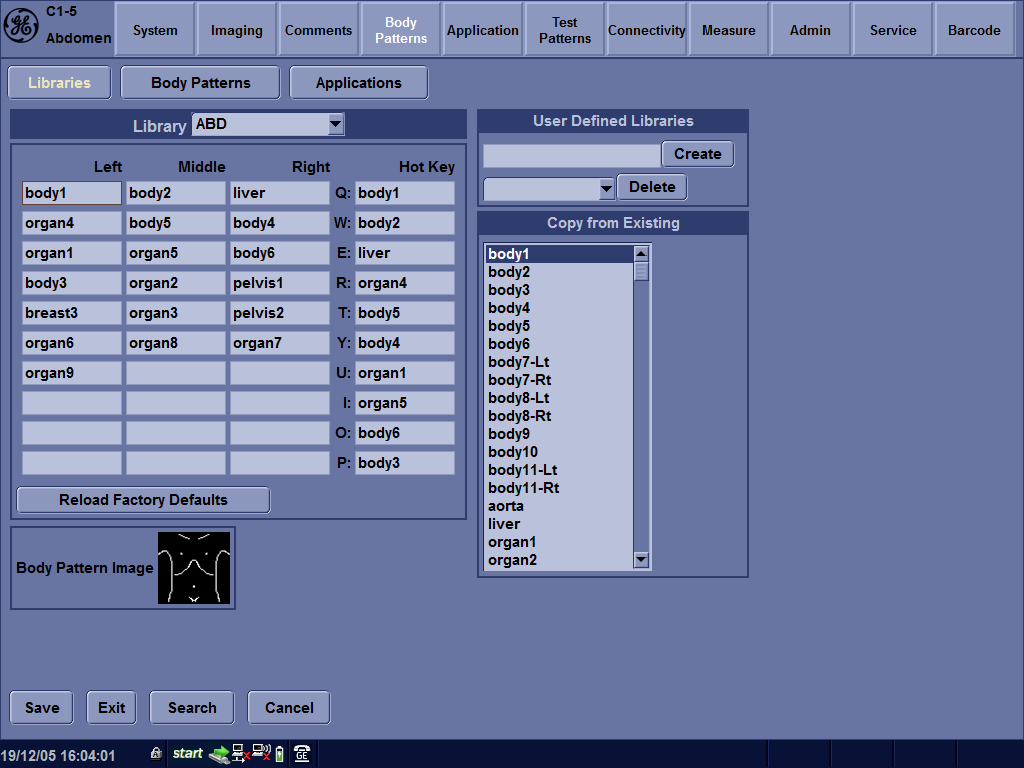 C1-5
Abdomen
System Imaging Comments Body Patterns Application Test Patterns Connectivity Measure Admin Service Barcode
Libraries Body Patterns Applications
Library ABD
Left Middle Right Hot Key
body1 body2 liver Q: body1
organ4 body5 body4 W: body2
organ1 organ5 body6 E: liver
body3 organ2 pelvis1 R: organ4
breast3 organ3 pelvis2 T: body5
organ6 organ8 organ7 Y: body4
organ9 U: organ1
I: organ5
O: body6
P: body3
Reload Factory Defaults
Body Pattern Image
User Defined Libraries
Create
Delete
Copy from Existing
body1
body2
body3
body4
body5
body6
body7-Lt
body7-Rt
body8-Lt
body8-Rt
body9
body10
body11-Lt
body11-Rt
aorta
liver
organ1
organ2
Save Exit Search Cancel
19/12/05 16:04:01 start GE